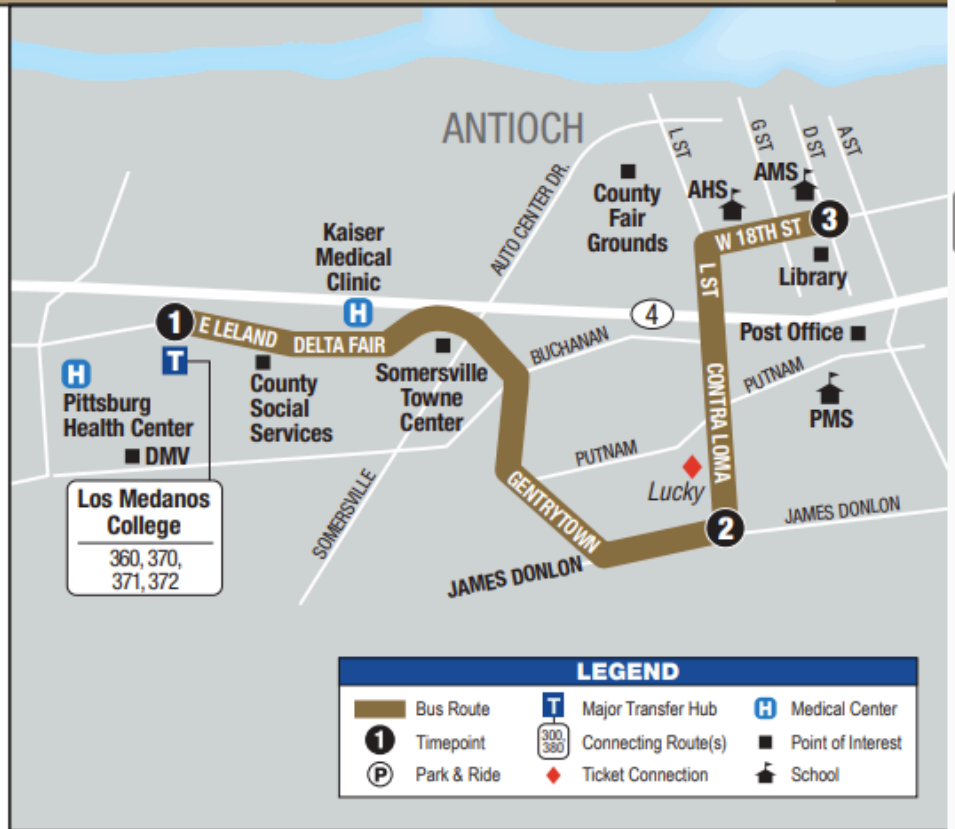 ANTIOCH
L ST
G ST
D ST
A ST
AUTO CENTER DR.
County
Fair
Grounds
AHS
AMS
3
W 18TH ST
Library
Kaiser
Medical
Clinic
H
1
E LELAND
DELTA FAIR
L ST
4
Post Office
T
H
Pittsburg
Health Center
DMV
County
Social
Services
Somersville
Towne
Center
BUCHANAN
PUTNAM
PMS
CONTRA LOMA
PUTNAM
Lucky
SOMERSVILLE
GENTRYTOWN
2
JAMES DONLON
JAMES DONLON
Los Medanos
College
360, 370,
371, 372
LEGEND
Bus Route
T Major Transfer Hub
H Medical Center
1 Timepoint
300, 380 Connecting Route(s)
Point of Interest
P Park & Ride
Ticket Connection
School